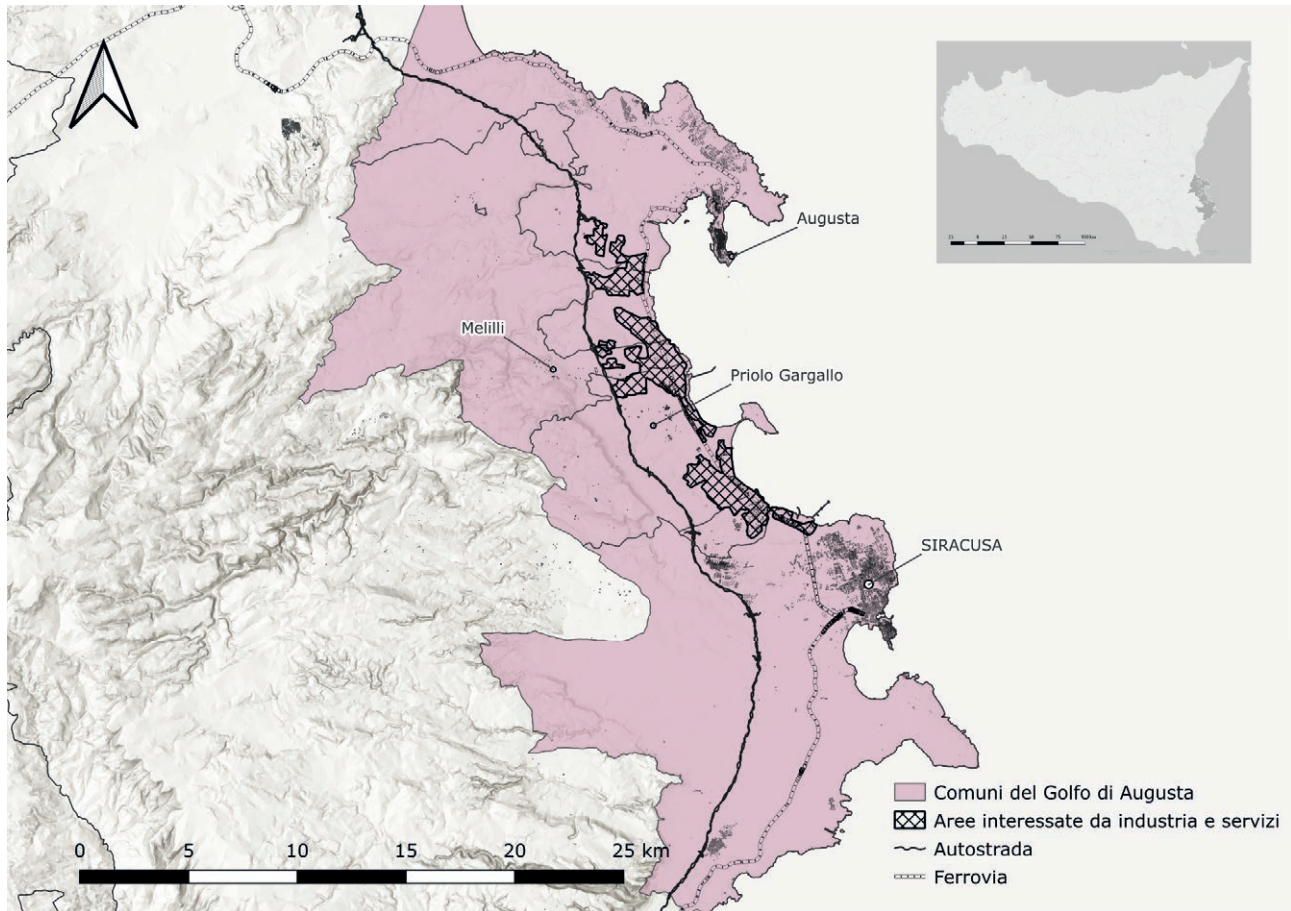 Augusta
Melilli
Priolo Gargallo
SIRACUSA
Comuni del Golfo di Augusta
Aree interessate da industria e servizi
Autostrada
Ferrovia
0 5 10 15 20 25 km